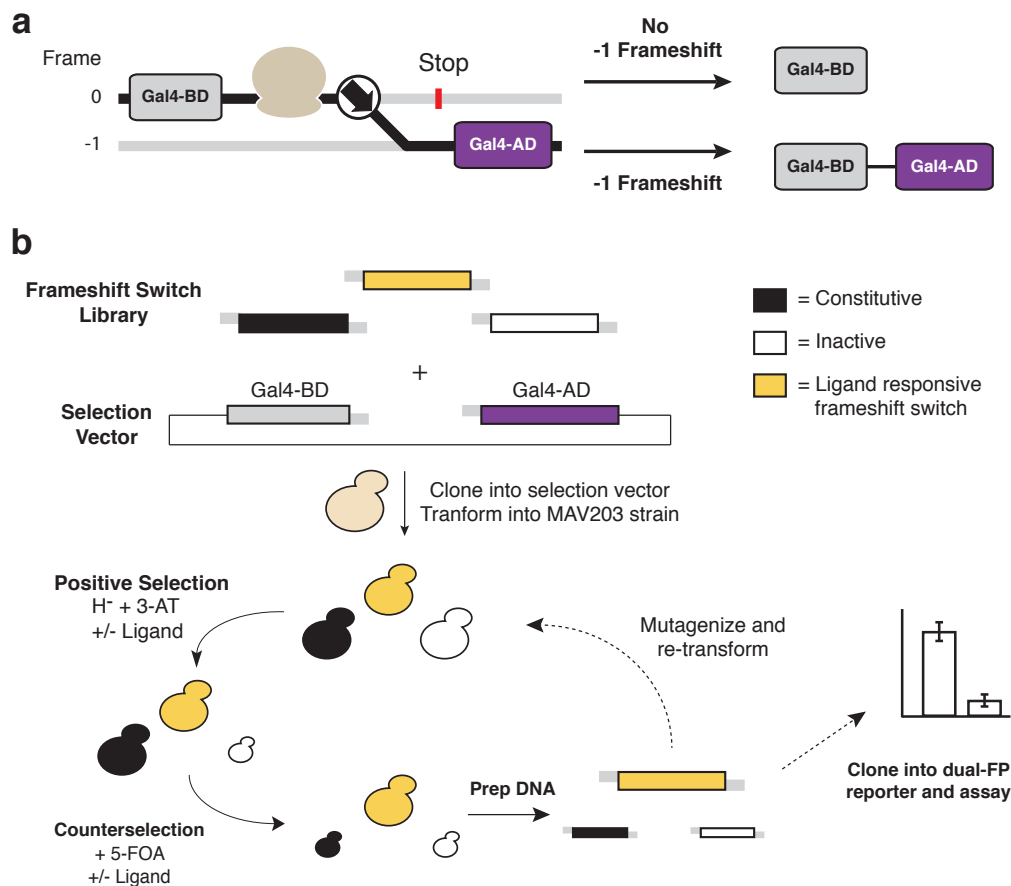 a
Frame
0
-1
Gal4-BD
Stop
Gal4-AD
No
-1 Frameshift
Gal4-BD
-1 Frameshift
Gal4-BD
Gal4-AD
b
Frameshift Switch
Library
= Constitutive
= Inactive
= Ligand responsive
frameshift switch
+
Selection
Vector
Gal4-BD
Gal4-AD
Clone into selection vector
Tranform into MAV203 strain
Positive Selection
H⁻ + 3-AT
+/- Ligand
Mutagenize and
re-transform
Counterselection
+ 5-FOA
+/- Ligand
Prep DNA
Clone into dual-FP
reporter and assay